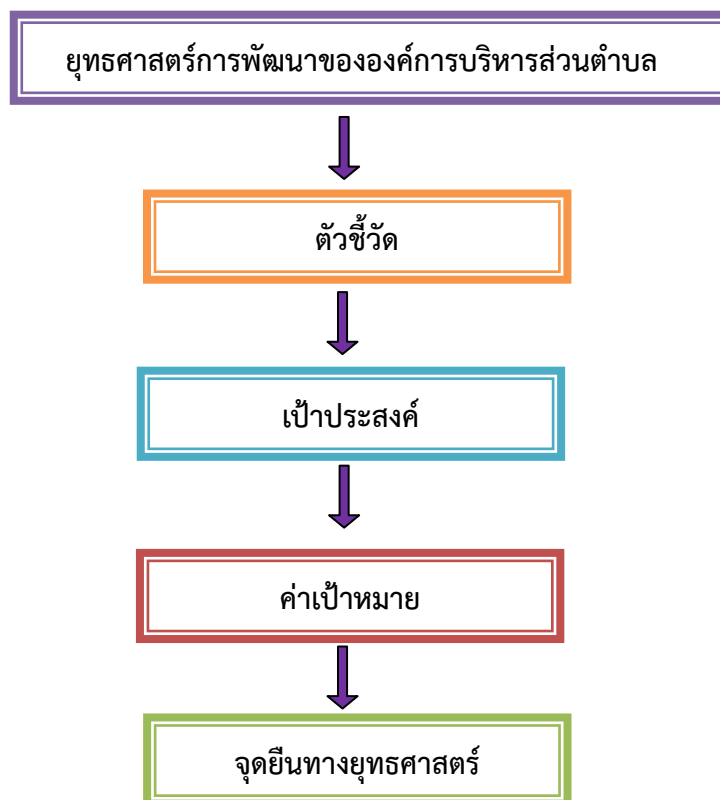 ยุทธศาสตร์การพัฒนาขององค์การบริหารส่วนตำบล
ตัวชี้วัด
เป้าประสงค์
ค่าเป้าหมาย
จุดยืนทางยุทธศาสตร์